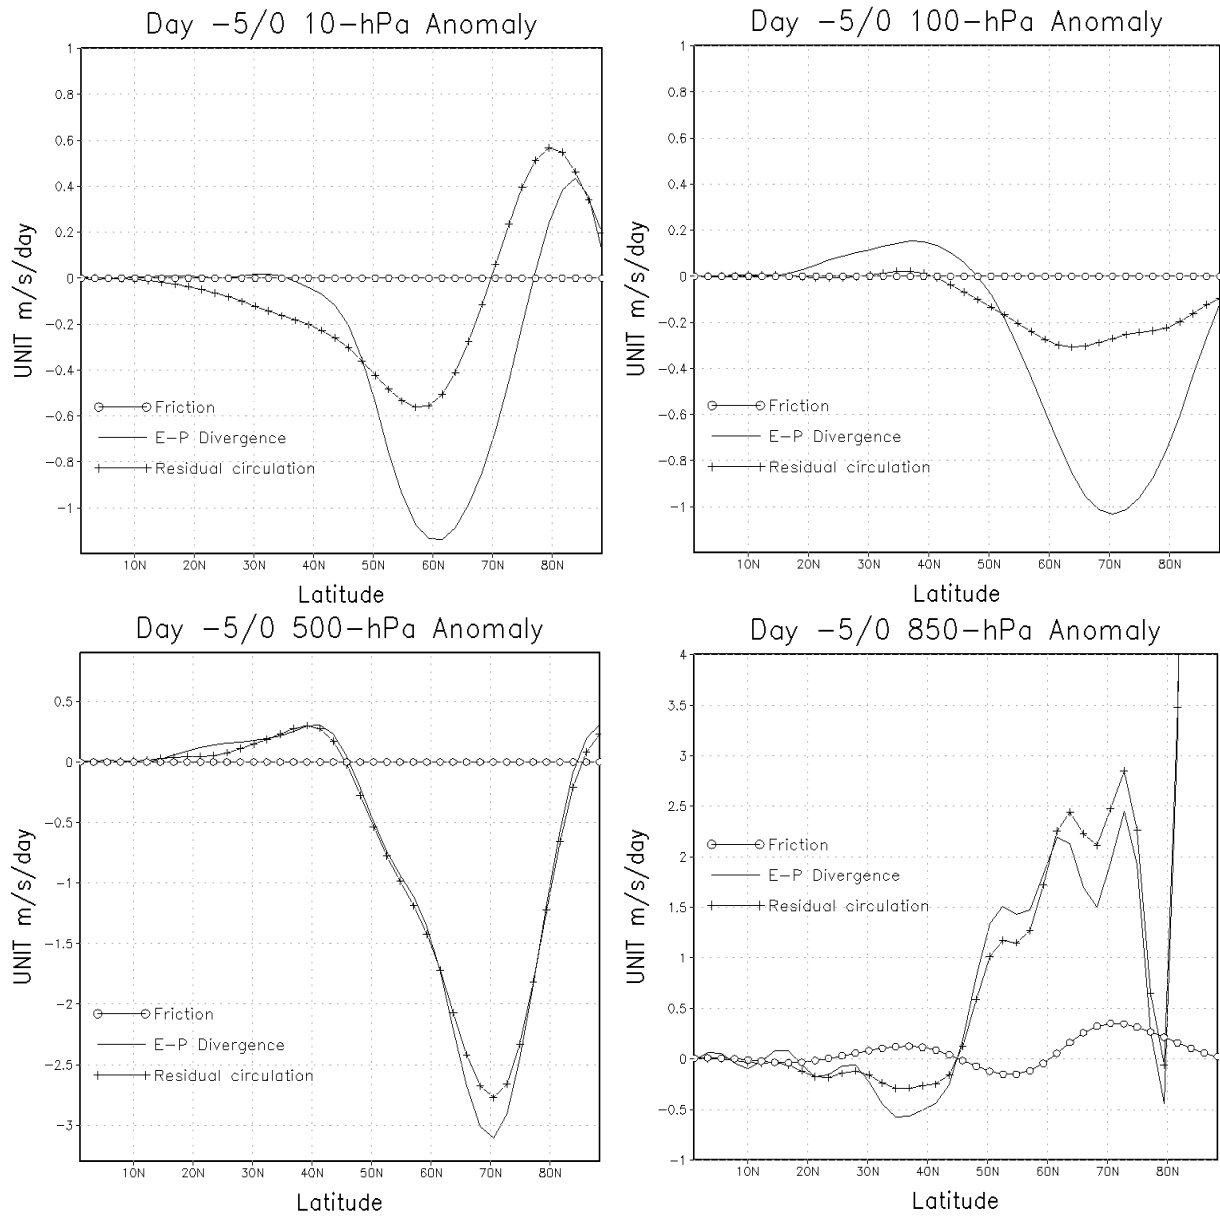 Day -5/0 10-hPa Anomaly
1
0.8
0.6
0.4
0.2
0
-0.2
-0.4
-0.6
-0.8
-1
UNIT m/s/day
Friction
E-P Divergence
Residual circulation
10N 20N 30N 40N 50N 60N 70N 80N
Latitude
Day -5/0 100-hPa Anomaly
1
0.8
0.6
0.4
0.2
0
-0.2
-0.4
-0.6
-0.8
-1
UNIT m/s/day
Friction
E-P Divergence
Residual circulation
10N 20N 30N 40N 50N 60N 70N 80N
Latitude
Day -5/0 500-hPa Anomaly
0.5
0
-0.5
-1
-1.5
-2
-2.5
-3
UNIT m/s/day
Friction
E-P Divergence
Residual circulation
10N 20N 30N 40N 50N 60N 70N 80N
Latitude
Day -5/0 850-hPa Anomaly
4
3.5
3
2.5
2
1.5
1
0.5
0
-0.5
-1
UNIT m/s/day
Friction
E-P Divergence
Residual circulation
10N 20N 30N 40N 50N 60N 70N 80N
Latitude